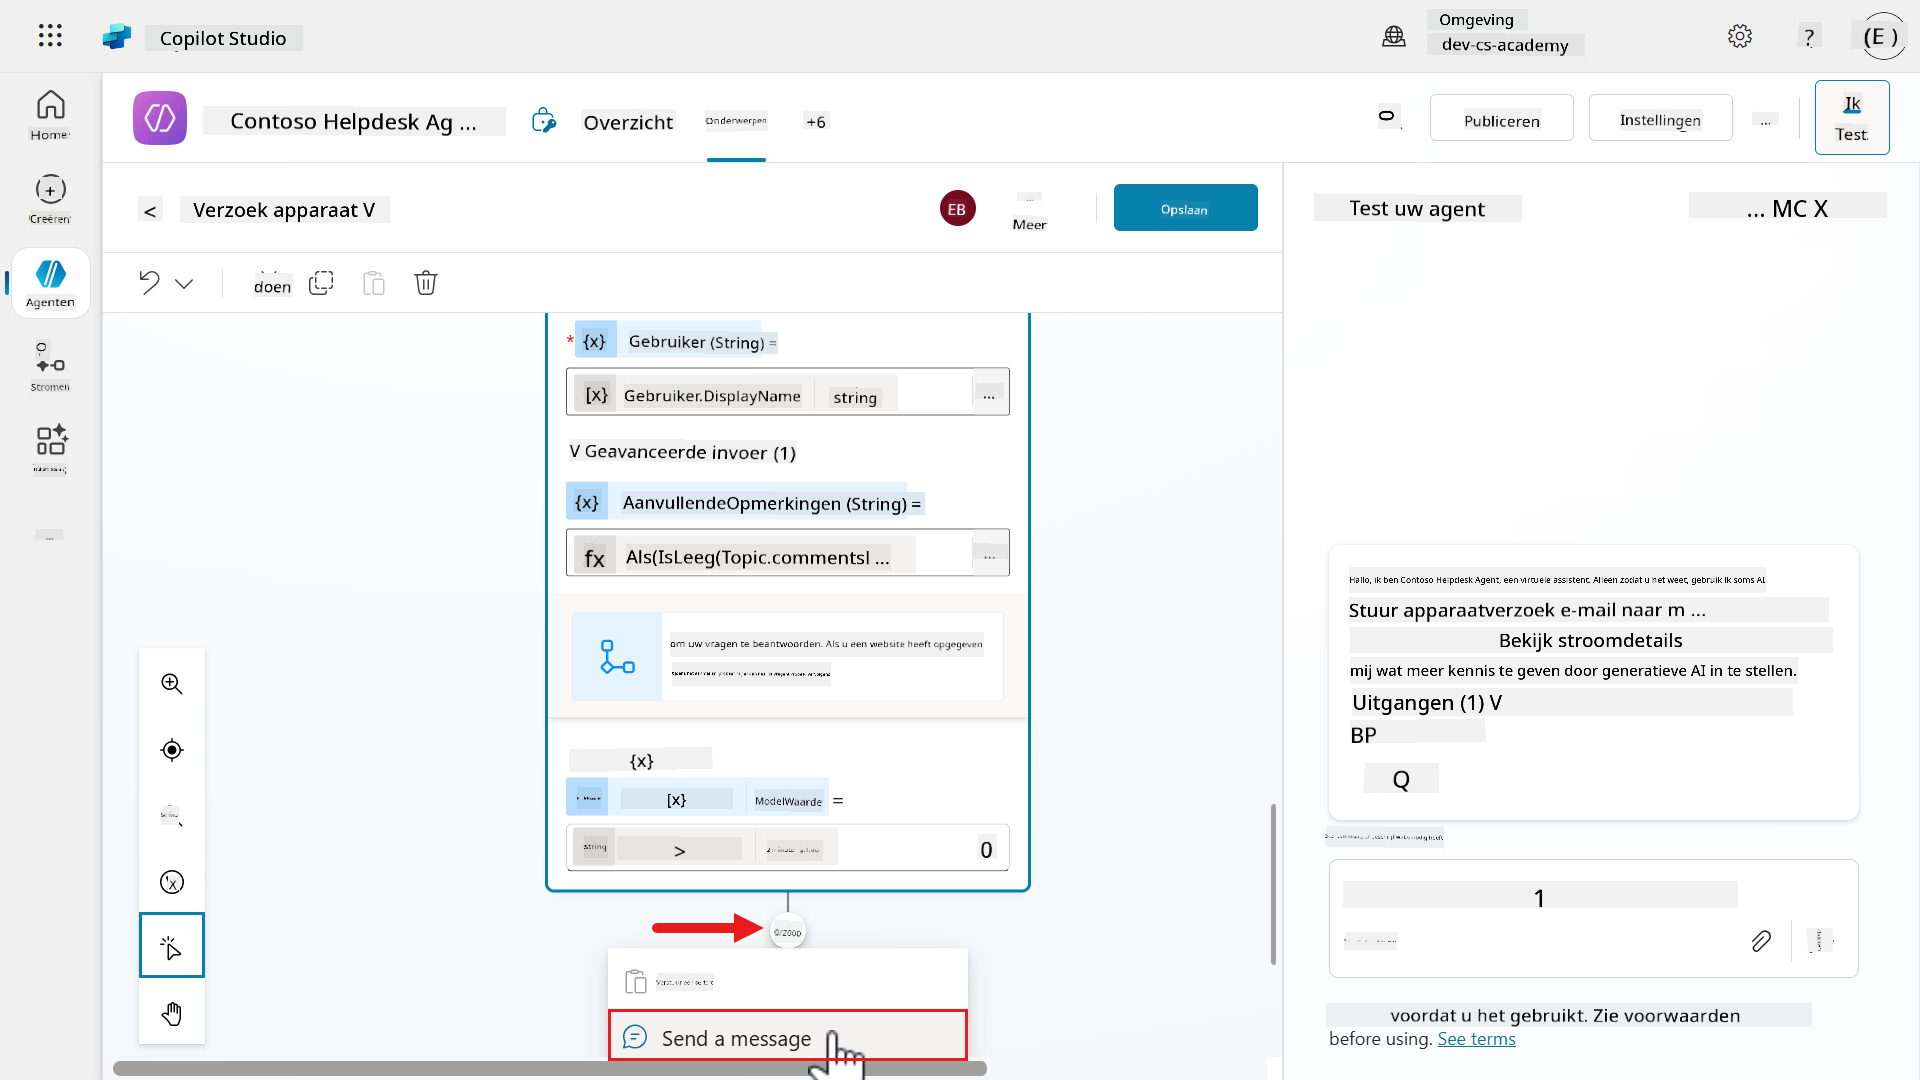 Copilot Studio
Omgeving
dev-cs-academy
?
(E )
Home
Creëren
Agenten
Stromen
...
Contoso Helpdesk Ag ...
Overzicht
Onderwerpen
+6
Publiceren
Instellingen
...
Ik
Test
<
Verzoek apparaat V
EB
...
Meer
Opslaan
doen
* {x} Gebruiker (String) =
[x} Gebruiker.DisplayName string ...
V Geavanceerde invoer (1)
{x} AanvullendeOpmerkingen (String) =
fx Als(IsLeeg(Topic.commentsl ... ...
om uw vragen te beantwoorden. Als u een website heeft opgegeven
{x}
[x} ModelWaarde =
string > 0
0/2000
Send a message
Test uw agent
... MC X
Hallo, ik ben Contoso Helpdesk Agent, een virtuele assistent. Alleen zodat u het weet, gebruik ik soms AI
Stuur apparaatverzoek e-mail naar m ...
Bekijk stroomdetails
mij wat meer kennis te geven door generatieve AI in te stellen.
Uitgangen (1) V
BP
Q
1
voordat u het gebruikt. Zie voorwaarden
before using. See terms